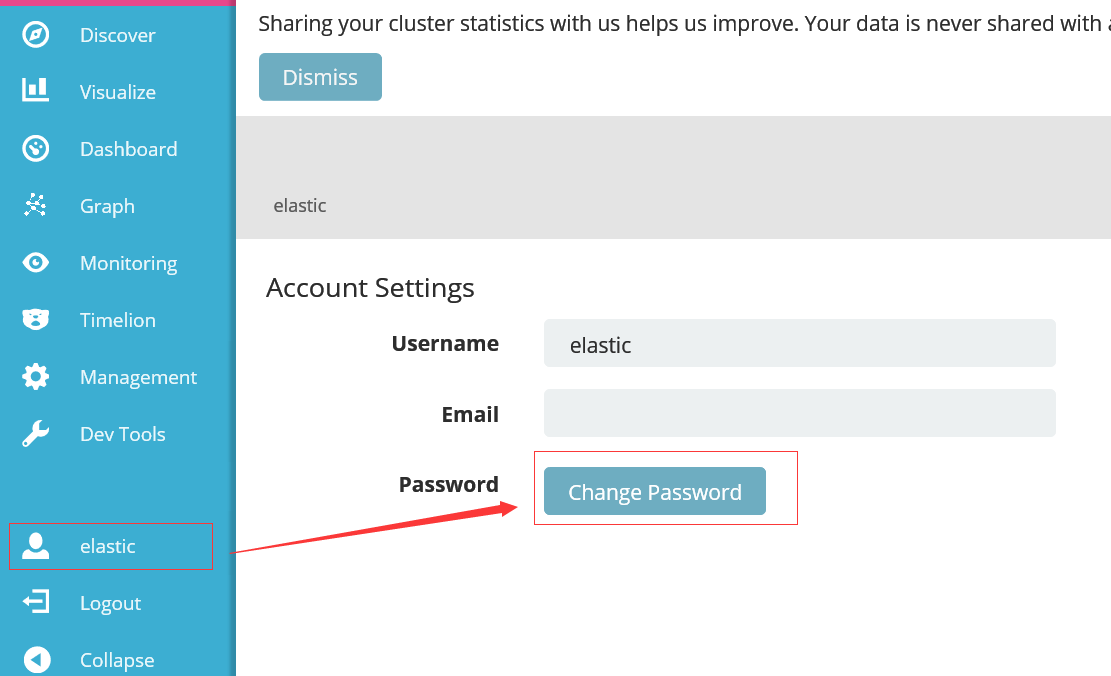 Discover
Visualize
Dashboard
Graph
Monitoring
Timelion
Management
Dev Tools
elastic
Logout
Collapse
Sharing your cluster statistics with us helps us improve. Your data is never shared with
Dismiss
elastic
Account Settings
Username
elastic
Email
Password
Change Password